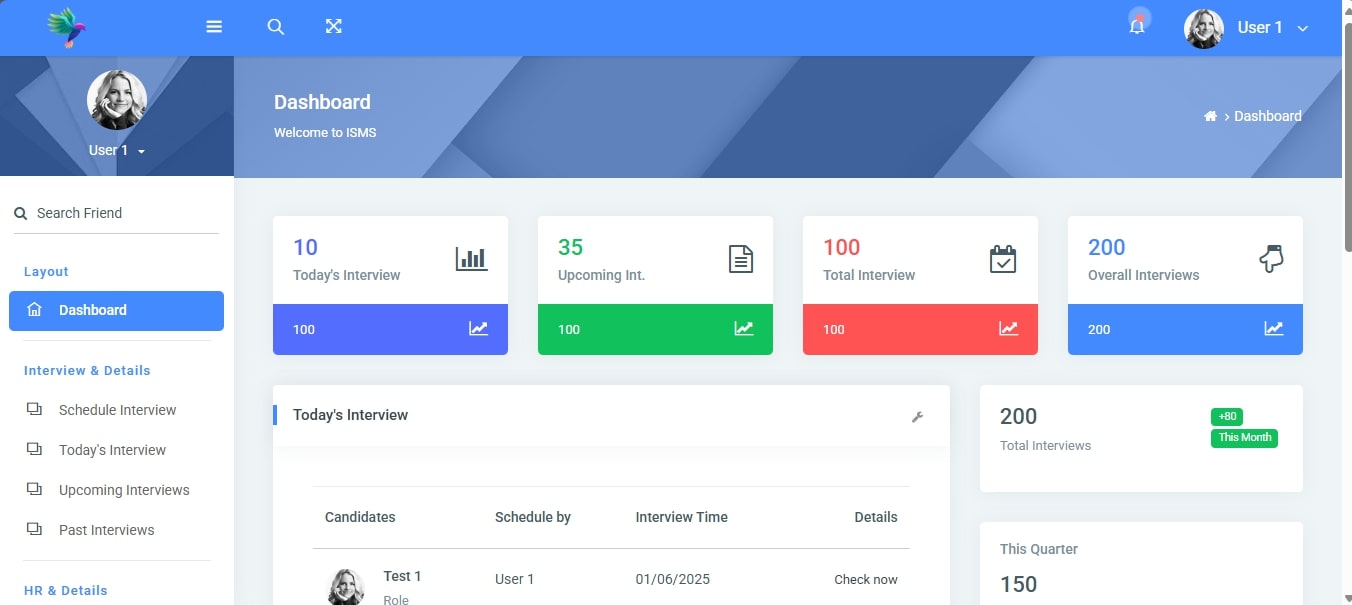 User 1
User 1
Dashboard
Welcome to ISMS
Dashboard
Search Friend
Layout
Dashboard
Interview & Details
Schedule Interview
Today's Interview
Upcoming Interviews
Past Interviews
HR & Details
10
Today's Interview
100
35
Upcoming Int.
100
100
Total Interview
100
200
Overall Interviews
200
Today's Interview
Candidates Schedule by Interview Time Details
Test 1 User 1 01/06/2025 Check now
Role
200
Total Interviews
+80
This Month
This Quarter
150